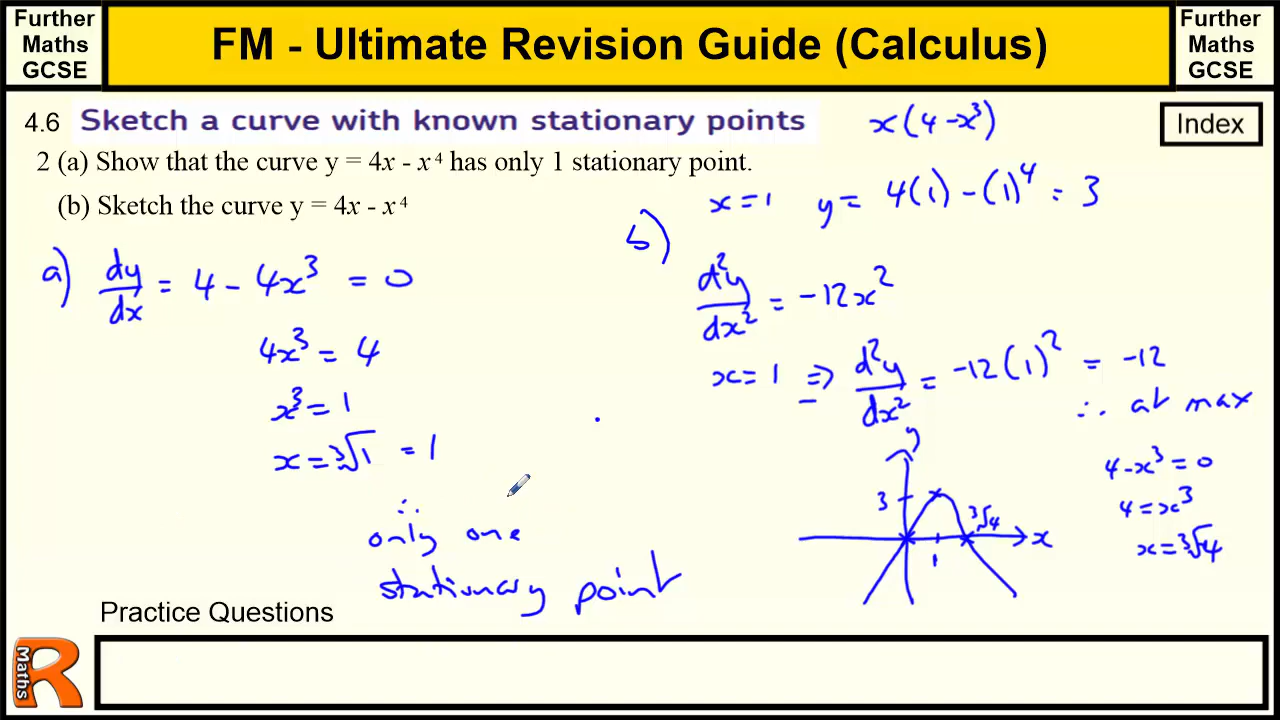 Further
Maths
GCSE
FM - Ultimate Revision Guide (Calculus)
Further
Maths
GCSE
4.6 Sketch a curve with known stationary points
x(4-x³)
Index
2 (a) Show that the curve y = 4x - x⁴ has only 1 stationary point.
(b) Sketch the curve y = 4x - x⁴
a) dy/dx = 4 - 4x³ = 0
4x³ = 4
x³ = 1
x = ³√1 = 1
∴
only one
stationary point
b)
x = 1 y = 4(1) - (1)⁴ = 3
d²y/dx² = -12x²
x = 1 => d²y/dx² = -12(1)² = -12
∴ at max
y
3
³√4
x
1
4-x³ = 0
4 = x³
x = ³√4
Practice Questions
R
Maths